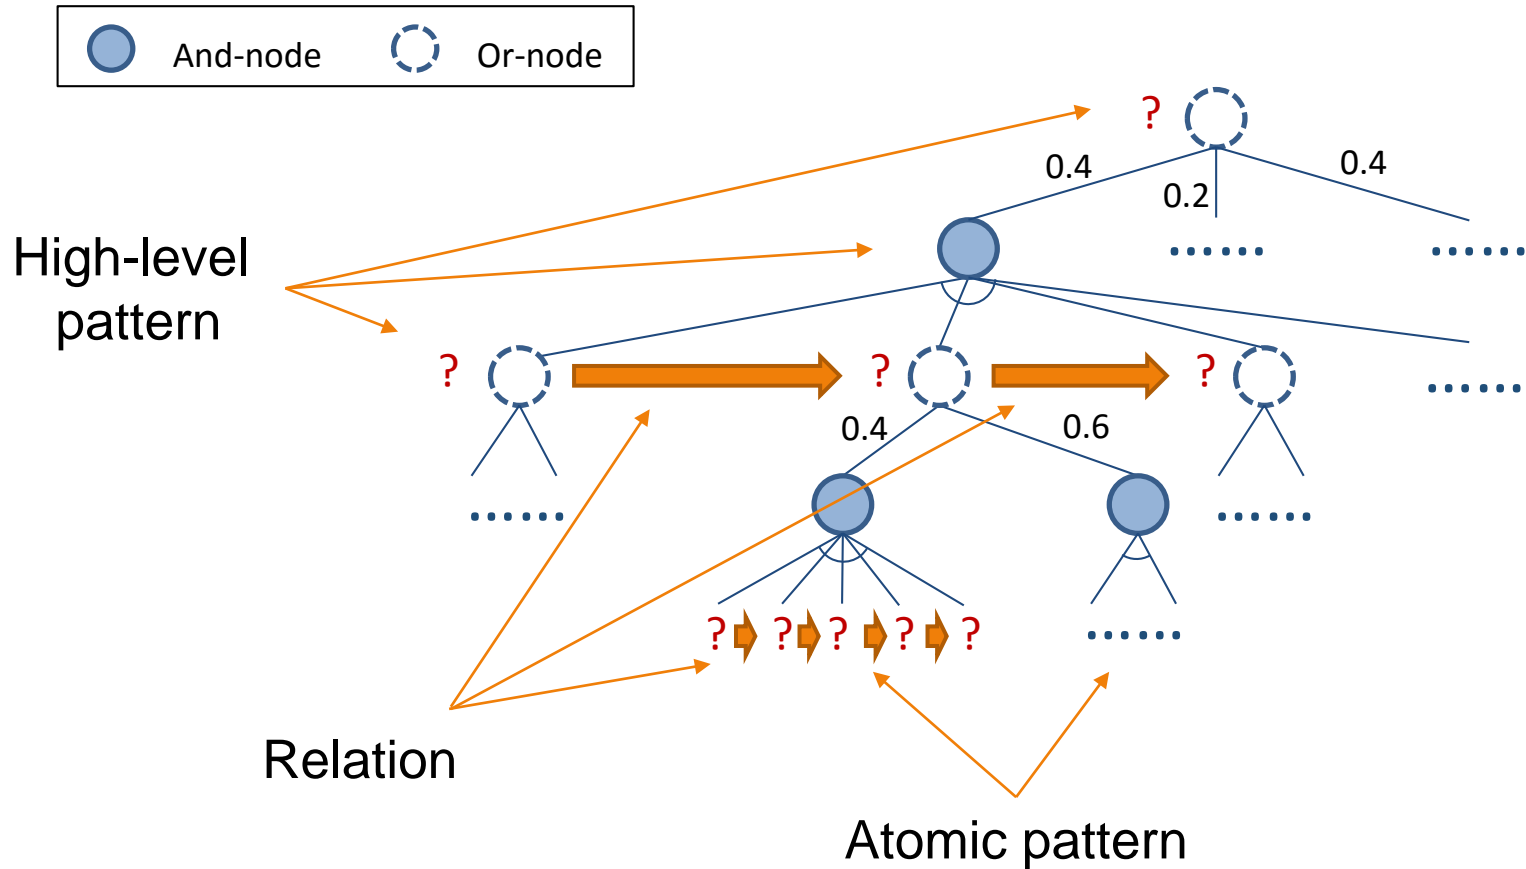 And-node Or-node
?
0.4 0.2 0.4
High-level
pattern
...... ......
? ? ?
......
0.4 0.6
...... ......
? ? ? ? ?
......
Relation
Atomic pattern